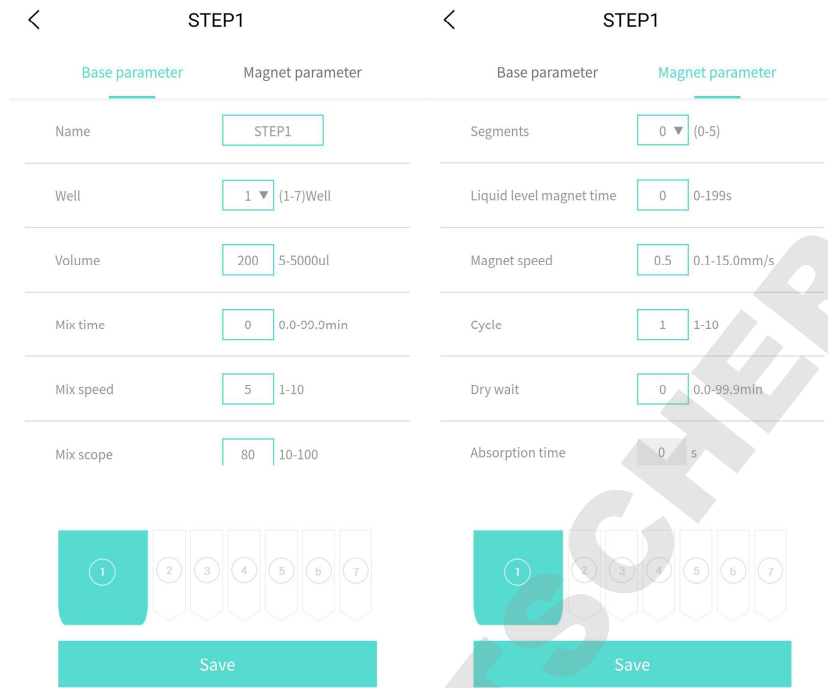 STEP1
Base parameter Magnet parameter
Name STEP1
Well 1 ▼ (1-7)Well
Volume 200 5-5000ul
Mix time 0 0.0-99.9min
Mix speed 5 1-10
Mix scope 80 10-100
1 2 3 4 5 6 7
Save
STEP1
Base parameter Magnet parameter
Segments 0 ▼ (0-5)
Liquid level magnet time 0 0-199s
Magnet speed 0.5 0.1-15.0mm/s
Cycle 1 1-10
Dry wait 0 0.0-99.9min
Absorption time 0 s
1 2 3 4 5 6 7
Save